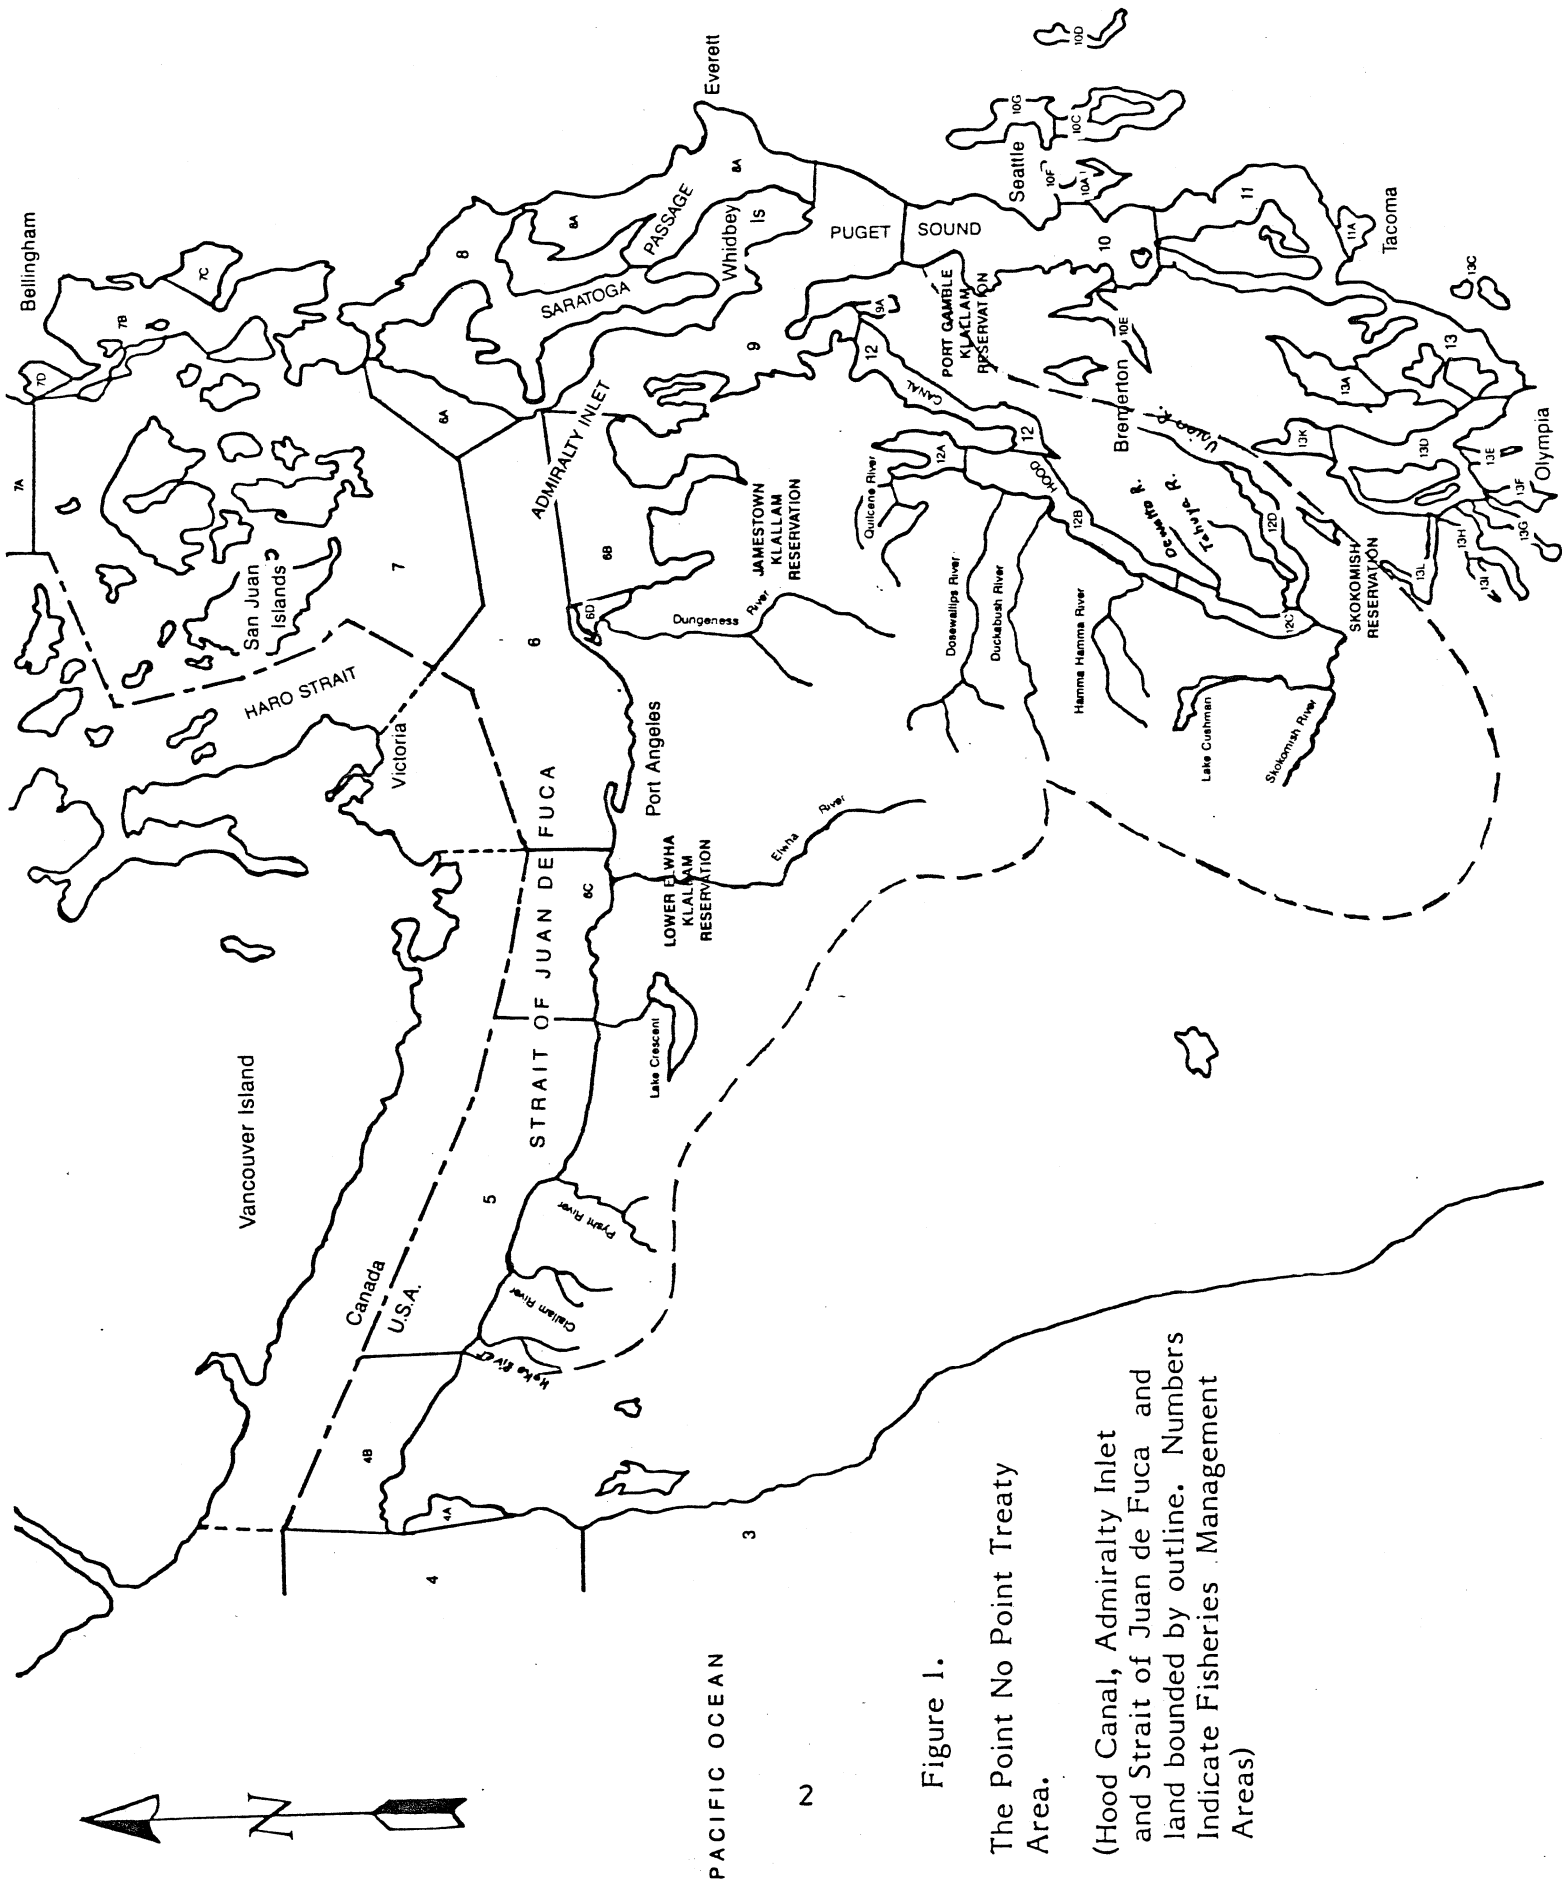 Bellingham
7D
7B
7C
7A
San Juan
Islands
HARO STRAIT
7
Vancouver Island
Victoria
Canada
U.S.A.
8
8A
8A
Everett
SARATOGA
PASSAGE
Whidbey
Is
6A
ADMIRALTY INLET
6
6B
6D
STRAIT OF JUAN DE FUCA
6C
5
4B
4A
4
3
PACIFIC OCEAN
N
PUGET SOUND
9
9A
PORT GAMBLE
KLALLAM
RESERVATION
Seattle
10
10A
10C
10D
10E
10F
10G
Bremerton
11
11A
Tacoma
JAMESTOWN
KLALLAM
RESERVATION
Dungeness River
Port Angeles
LOWER ELWHA
KLALLAM
RESERVATION
Elwha River
Lake Crescent
Pysht River
Clallam River
Hoko River
HOOD CANAL
12
12
12A
12B
12C
12D
Quilcene River
Dosewallips River
Duckabush River
Hamma Hamma River
Lake Cushman
Skokomish River
SKOKOMISH
RESERVATION
Dewatto R.
Tahuya R.
Union R.
13
13A
13C
13D
13E
13F
13G
13H
13I
13K
13L
Olympia
2
Figure 1.
The Point No Point Treaty
Area.
(Hood Canal, Admiralty Inlet
and Strait of Juan de Fuca and
land bounded by outline. Numbers
Indicate Fisheries Management
Areas)